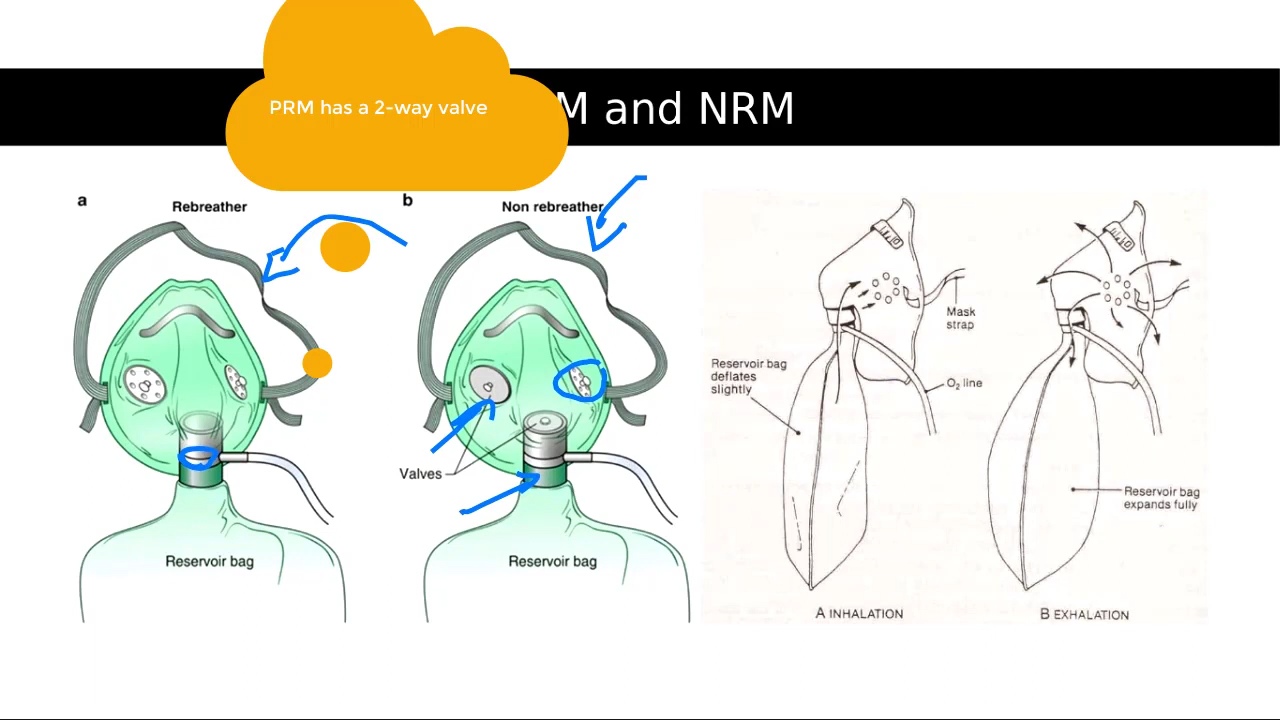 PRM has a 2-way valve
M and NRM
a
Rebreather
b
Non rebreather
Valves
Reservoir bag
Reservoir bag
Reservoir bag
deflates
slightly
Mask
strap
O₂ line
Reservoir bag
expands fully
A INHALATION
B EXHALATION